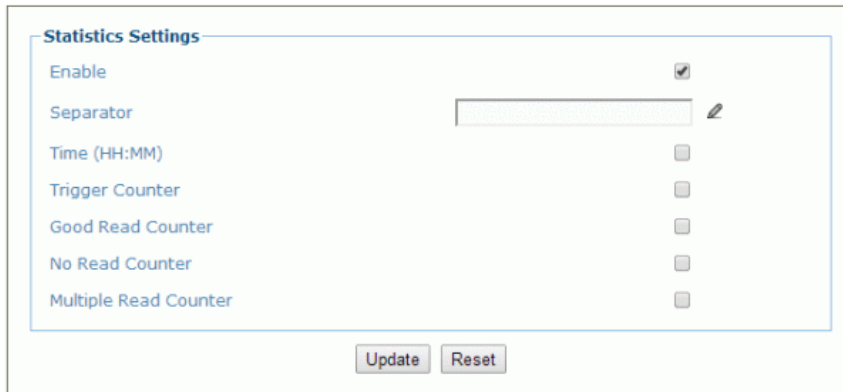 Statistics Settings
Enable
Separator
Time (HH:MM)
Trigger Counter
Good Read Counter
No Read Counter
Multiple Read Counter
Update Reset